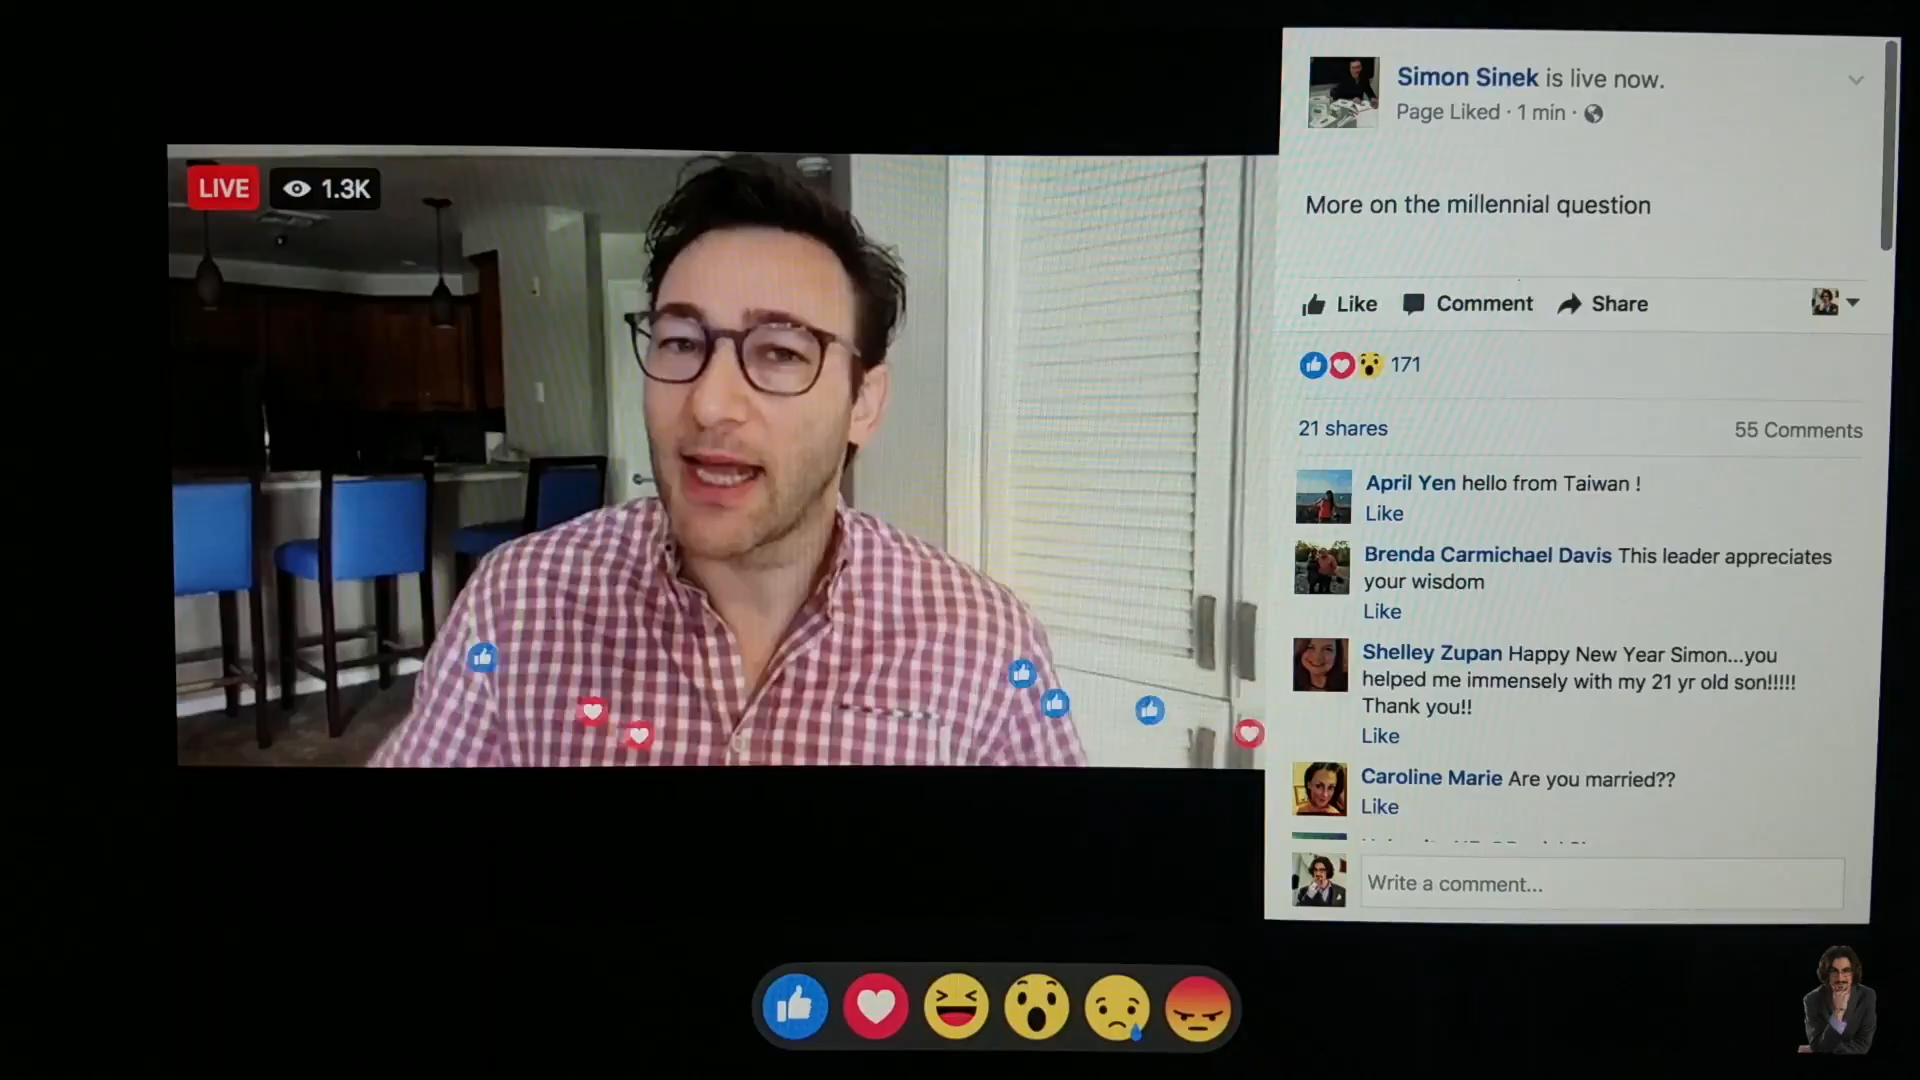 LIVE
1.3K
Simon Sinek is live now.
Page Liked · 1 min ·
More on the millennial question
Like Comment Share
171
21 shares
55 Comments
April Yen hello from Taiwan !
Like
Brenda Carmichael Davis This leader appreciates
your wisdom
Like
Shelley Zupan Happy New Year Simon...you
helped me immensely with my 21 yr old son!!!!!
Thank you!!
Like
Caroline Marie Are you married??
Like
Write a comment...